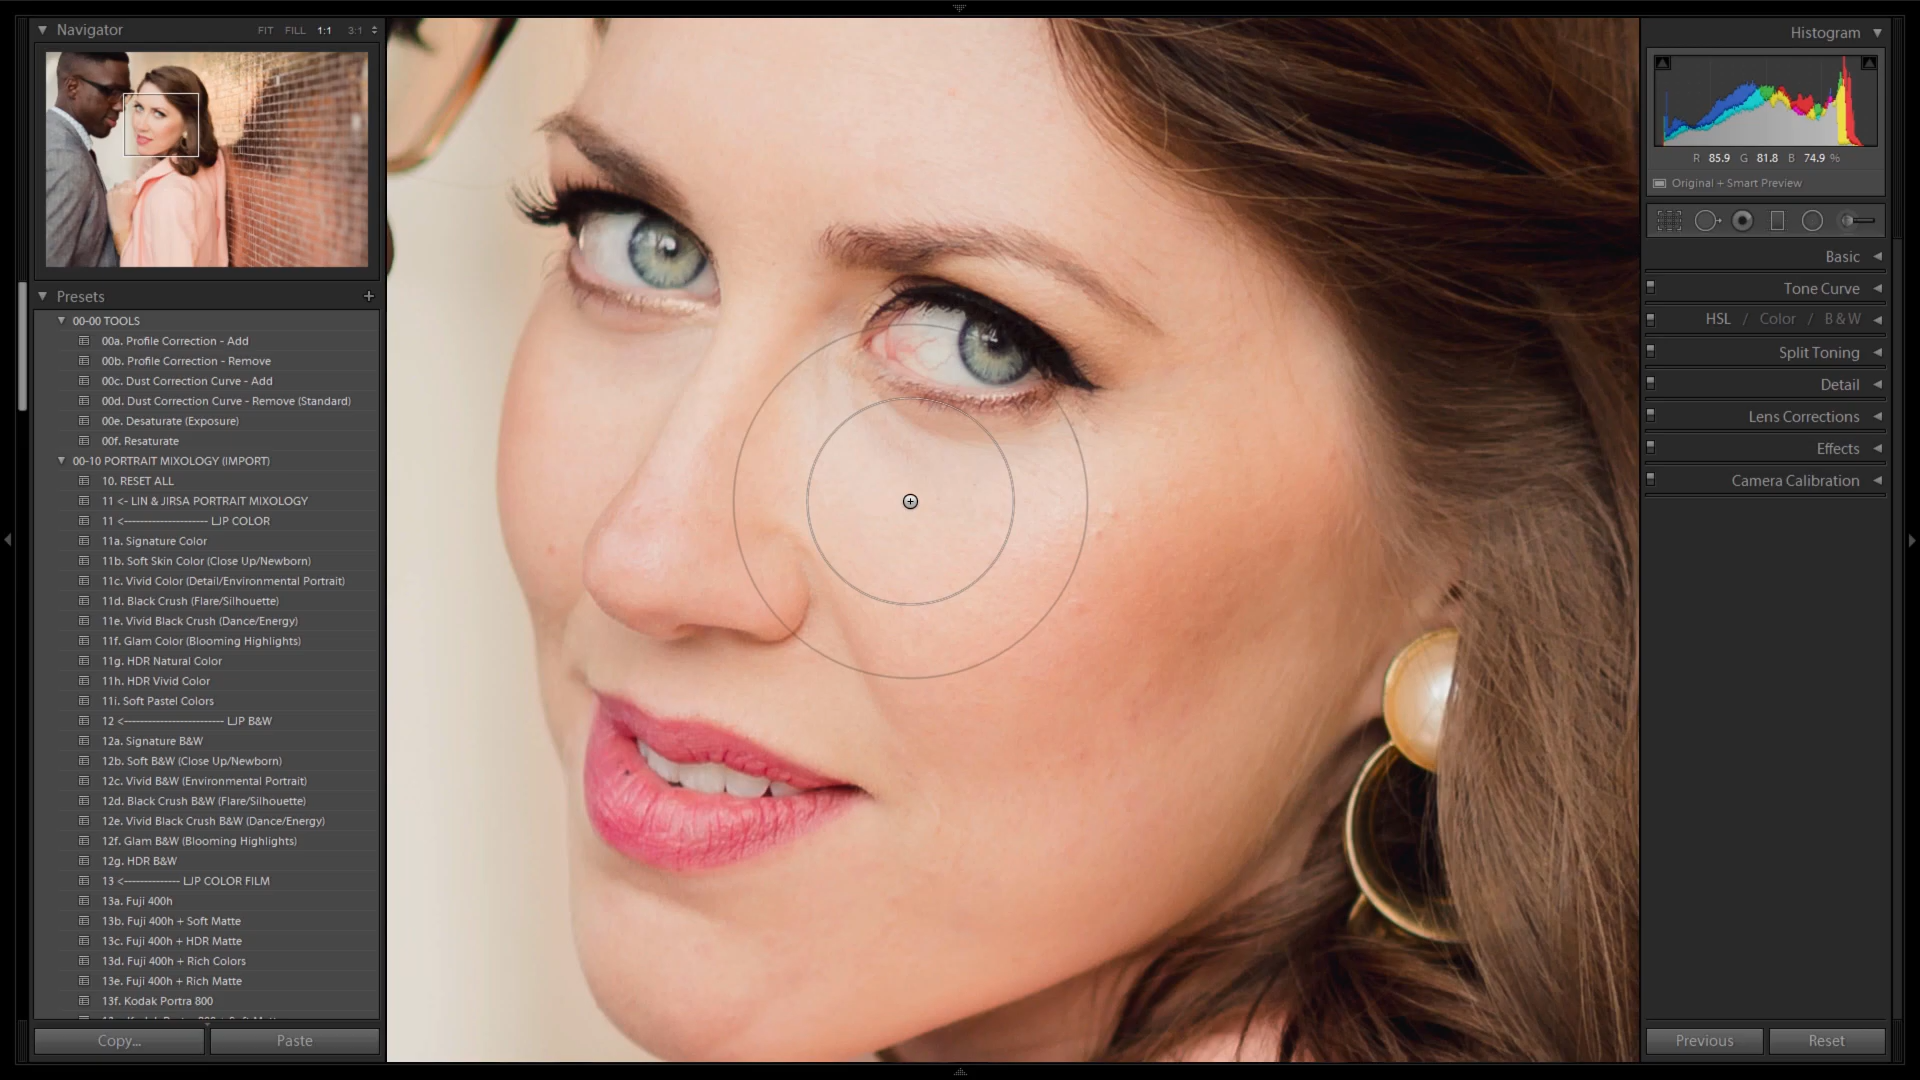 Navigator FIT FILL 1:1 3:1
Presets +
00-00 TOOLS
00a. Profile Correction - Add
00b. Profile Correction - Remove
00c. Dust Correction Curve - Add
00d. Dust Correction Curve - Remove (Standard)
00e. Desaturate (Exposure)
00f. Resaturate
00-10 PORTRAIT MIXOLOGY (IMPORT)
10. RESET ALL
11 <- LIN & JIRSA PORTRAIT MIXOLOGY
11 <--------------------- LJP COLOR
11a. Signature Color
11b. Soft Skin Color (Close Up/Newborn)
11c. Vivid Color (Detail/Environmental Portrait)
11d. Black Crush (Flare/Silhouette)
11e. Vivid Black Crush (Dance/Energy)
11f. Glam Color (Blooming Highlights)
11g. HDR Natural Color
11h. HDR Vivid Color
11i. Soft Pastel Colors
12 <------------------------- LJP B&W
12a. Signature B&W
12b. Soft B&W (Close Up/Newborn)
12c. Vivid B&W (Environmental Portrait)
12d. Black Crush B&W (Flare/Silhouette)
12e. Vivid Black Crush B&W (Dance/Energy)
12f. Glam B&W (Blooming Highlights)
12g. HDR B&W
13 <-------------- LJP COLOR FILM
13a. Fuji 400h
13b. Fuji 400h + Soft Matte
13c. Fuji 400h + HDR Matte
13d. Fuji 400h + Rich Colors
13e. Fuji 400h + Rich Matte
13f. Kodak Portra 800
Copy... Paste
Histogram
R 85.9 G 81.8 B 74.9 %
Original + Smart Preview
Basic
Tone Curve
HSL / Color / B & W
Split Toning
Detail
Lens Corrections
Effects
Camera Calibration
Previous Reset